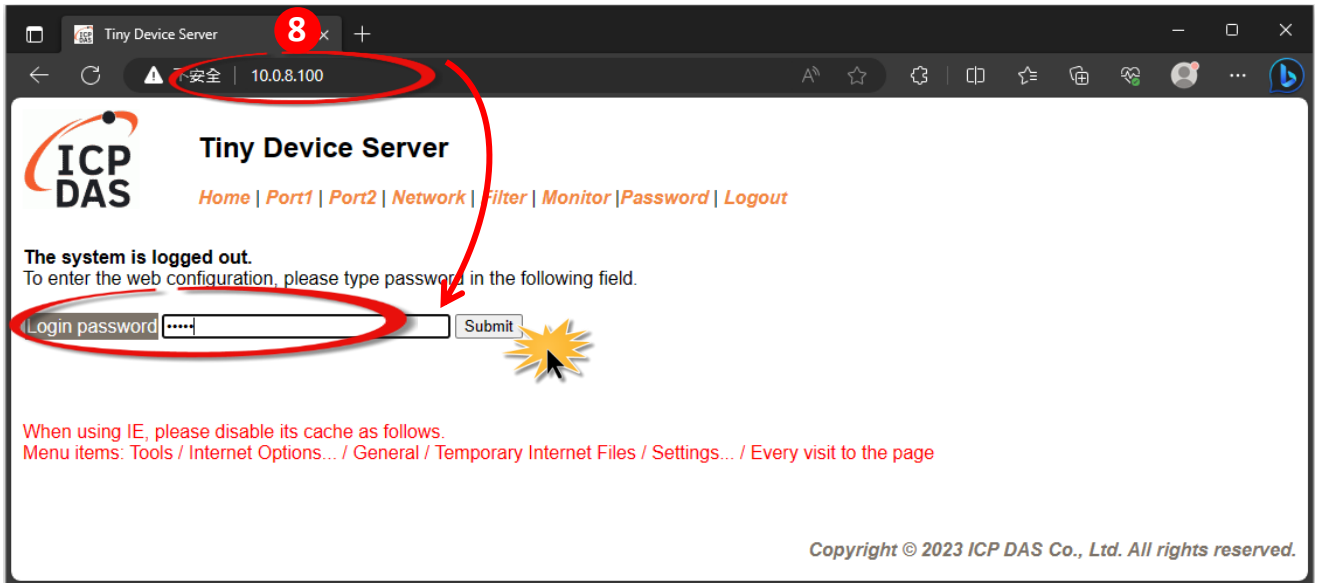 Tiny Device Server
8
不安全 10.0.8.100
ICP
DAS
Tiny Device Server
Home | Port1 | Port2 | Network | Filter | Monitor |Password | Logout
The system is logged out.
To enter the web configuration, please type password in the following field.
Login password ••••• Submit
When using IE, please disable its cache as follows.
Menu items: Tools / Internet Options... / General / Temporary Internet Files / Settings... / Every visit to the page
Copyright © 2023 ICP DAS Co., Ltd. All rights reserved.